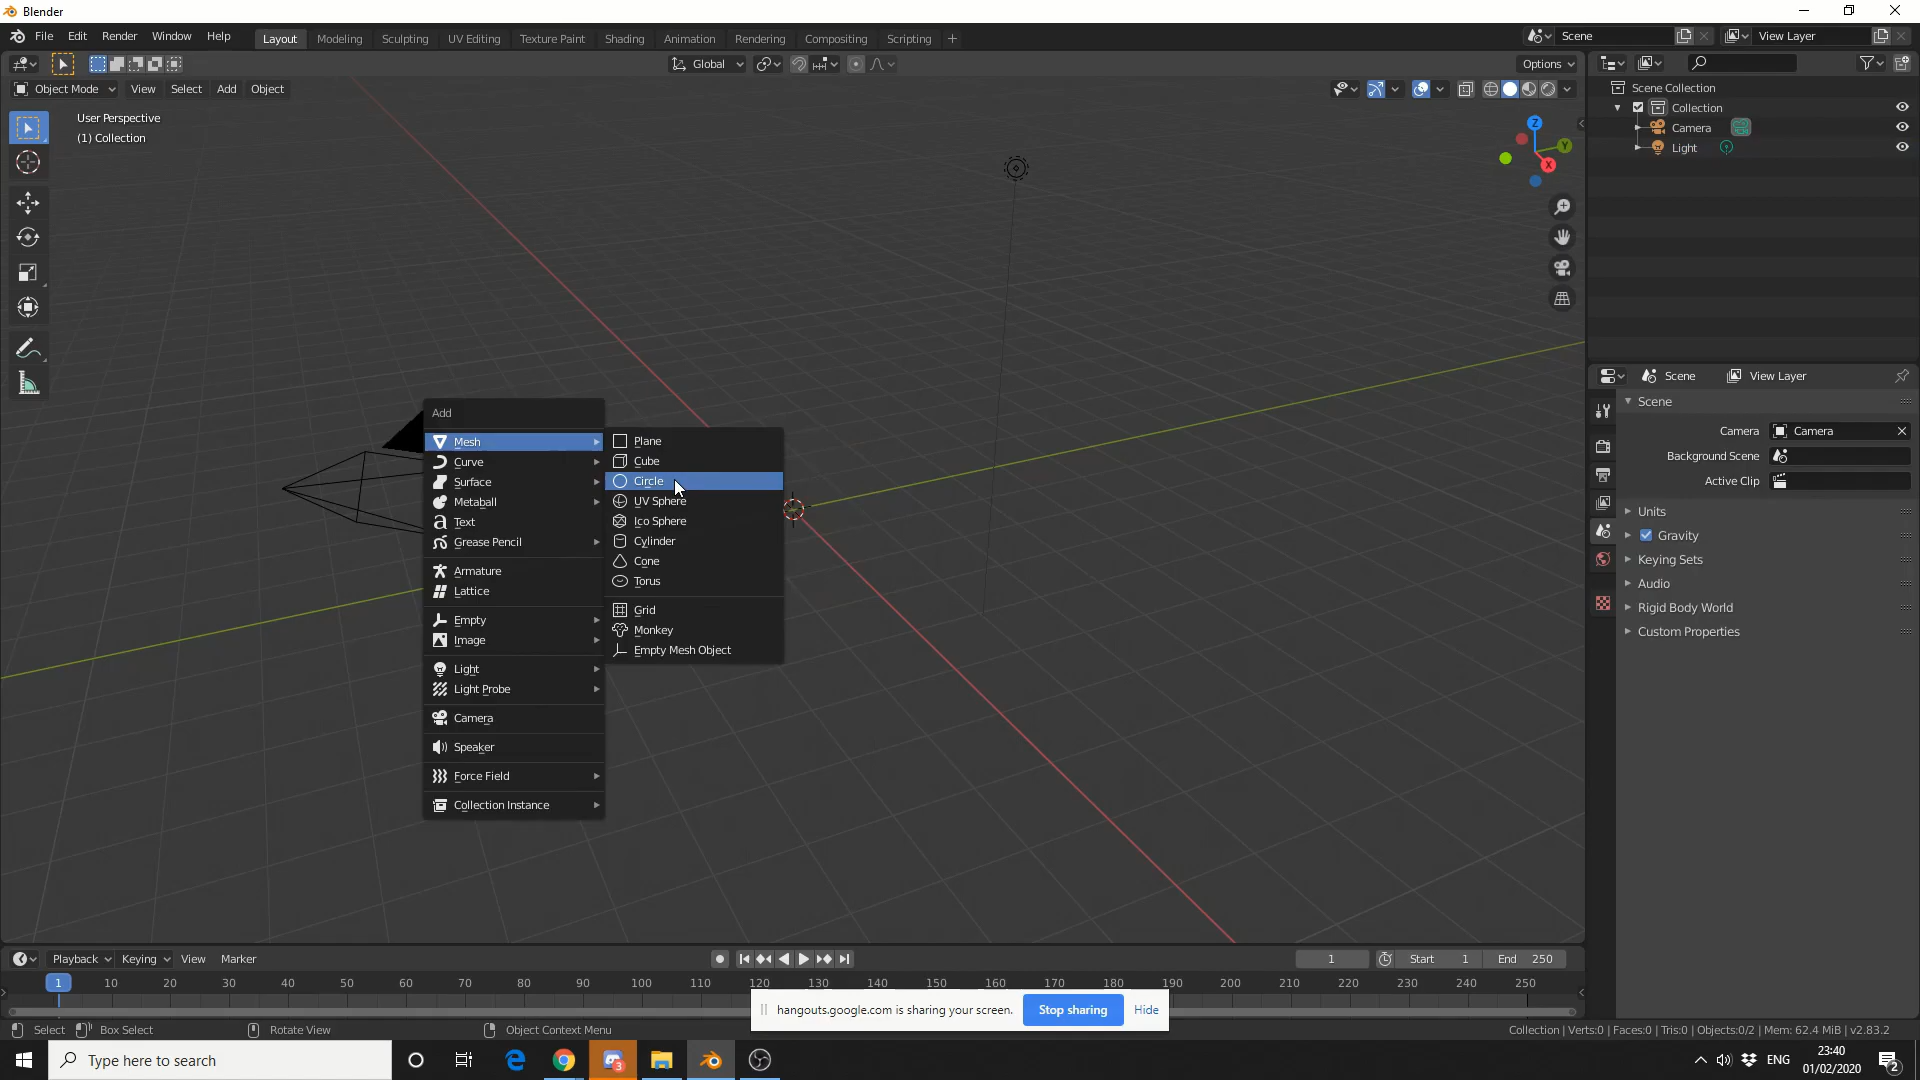 Blender
File Edit Render Window Help Layout Modeling Sculpting UV Editing Texture Paint Shading Animation Rendering Compositing Scripting + Scene View Layer
Global Options
Object Mode View Select Add Object
User Perspective
(1) Collection
Z
Y
X
Scene Collection
Collection
Camera
Light
Scene View Layer
Scene
Camera Camera
Background Scene
Active Clip
Units
Gravity
Keying Sets
Audio
Rigid Body World
Custom Properties
Add
Mesh
Curve
Surface
Metaball
Text
Grease Pencil
Armature
Lattice
Empty
Image
Light
Light Probe
Camera
Speaker
Force Field
Collection Instance
Plane
Cube
Circle
UV Sphere
Ico Sphere
Cylinder
Cone
Torus
Grid
Monkey
Empty Mesh Object
Playback Keying View Marker 1 Start 1 End 250
1 10 20 30 40 50 60 70 80 90 100 110 120 130 140 150 160 170 180 190 200 210 220 230 240 250
hangouts.google.com is sharing your screen. Stop sharing Hide
Select Box Select Rotate View Object Context Menu Collection | Verts:0 | Faces:0 | Tris:0 | Objects:0/2 | Mem: 62.4 MiB | v2.83.2
Type here to search 3 ENG 23:40
01/02/2020 2